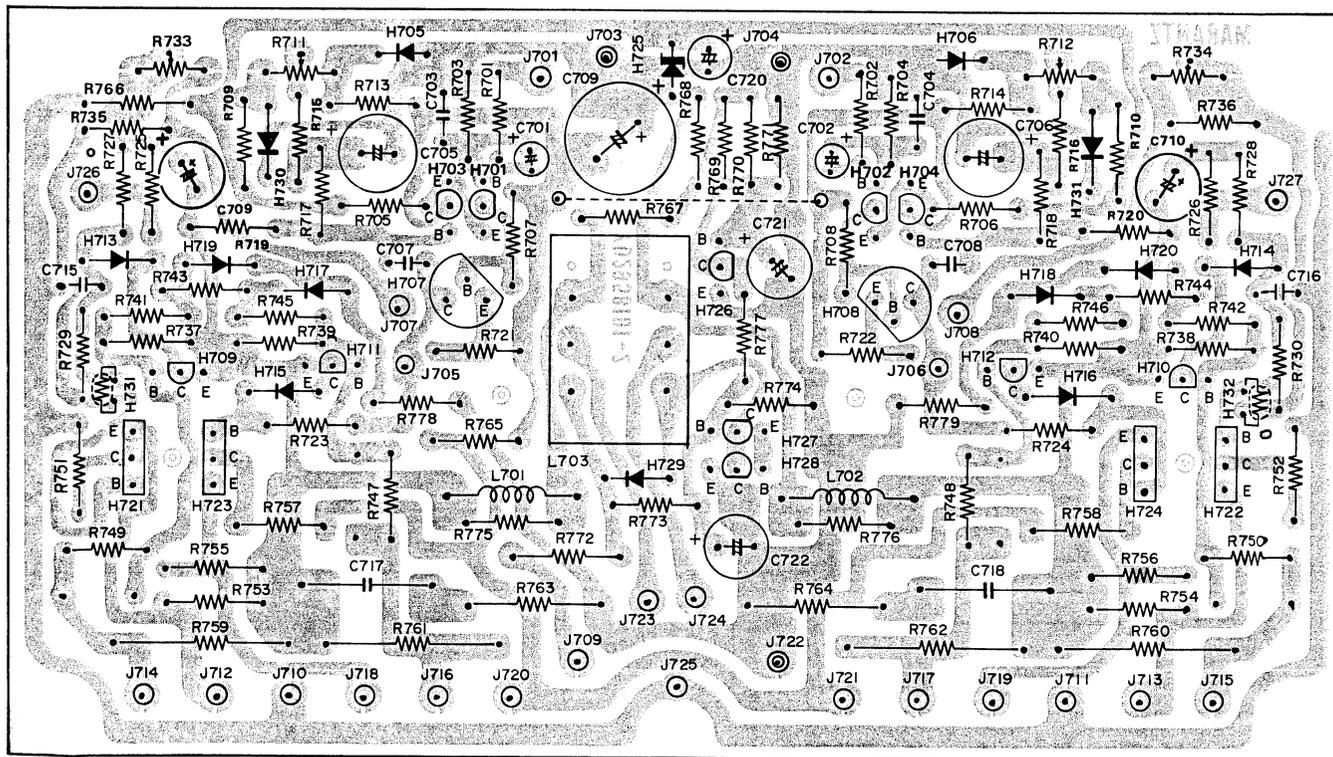 MARANTZ
R733 R711 H705 J703 H725 J704 J702 H706 R712 R734
J701 C709 C720
R766 R709 R715 R713 C703 R703 R701 R768 R702 R704 C704 R714 R736
R735 R727 R725 C705 C701 R769 R770 R771 C702 C706 R716 R710 C710 R728
J726 H730 R717 H703 H701 H702 H704 R718 H731 R726 J727
E B B E
R705 C C C C R706 R720
C709 B E R707 R767 C721 R708 E B
H713 H719 R719 C707 B C708 H720 H714
C715 R743 H717 H707 C E H726 H708 H718 R744 C716
R741 R745 B E C E B C R746 R742
J707 J708
R729 R737 R739 H711 R72 R777 R722 R740 R738 R730
H709 J705 J706 H712 H710
B C E E C B B C E E C B
H731 H715 R774 H716 H732
R778 R779
E B R723 R765 C B E H727 R724 E B
R751 C C H728 C C R752
B E L701 L703 H729 E C B L702 B E
H721 H723 R757 R747 R748 R758 H724 H722
R749 R775 R773 R776 R750
R755 R772 C722 R756
C717 C718
R753 R763 R764 R754
J723 J724
R759 R761 J709 J722 R762 R760
J714 J712 J710 J718 J716 J720 J725 J721 J717 J719 J711 J713 J715